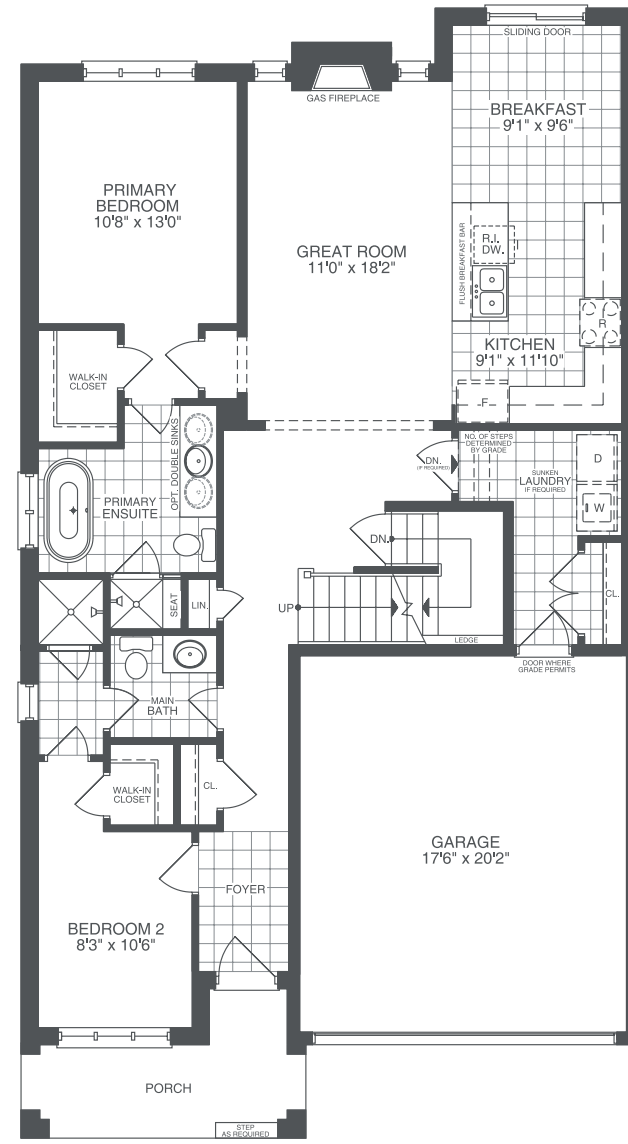 SLIDING DOOR
GAS FIREPLACE
BREAKFAST
9'1" x 9'6"
PRIMARY
BEDROOM
10'8" x 13'0"
GREAT ROOM
11'0" x 18'2"
FLUSH BREAKFAST BAR
R.I.
DW.
R
KITCHEN
9'1" x 11'10"
F
WALK-IN
CLOSET
OPT. DOUBLE SINKS
PRIMARY
ENSUITE
NO. OF STEPS
DETERMINED
BY GRADE
DN.
(IF REQUIRED)
SUNKEN
LAUNDRY
IF REQUIRED
D
W
DN.
UP
LEDGE
CL.
SEAT
LIN.
DOOR WHERE
GRADE PERMITS
MAIN
BATH
WALK-IN
CLOSET
CL.
GARAGE
17'6" x 20'2"
FOYER
BEDROOM 2
8'3" x 10'6"
PORCH
STEP
AS REQUIRED